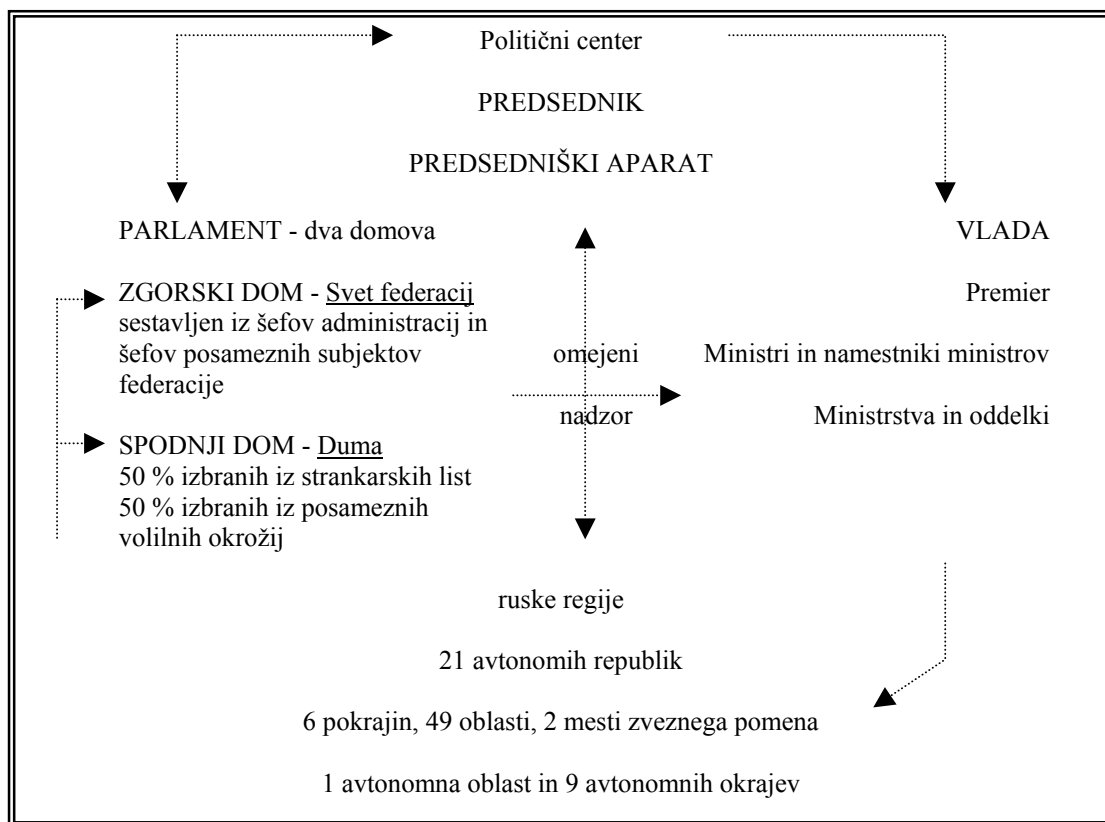 Politični center
PREDSEDNIK
PREDSEDNIŠKI APARAT
PARLAMENT - dva domova
ZGORSKI DOM - Svet federacij
sestavljen iz šefov administracij in
šefov posameznih subjektov
federacije
SPODNJI DOM - Duma
50 % izbranih iz strankarskih list
50 % izbranih iz posameznih
volilnih okrožij
omejeni
nadzor
VLADA
Premier
Ministri in namestniki ministrov
Ministrstva in oddelki
ruske regije
21 avtonomih republik
6 pokrajin, 49 oblasti, 2 mesti zveznega pomena
1 avtonomna oblast in 9 avtonomnih okrajev